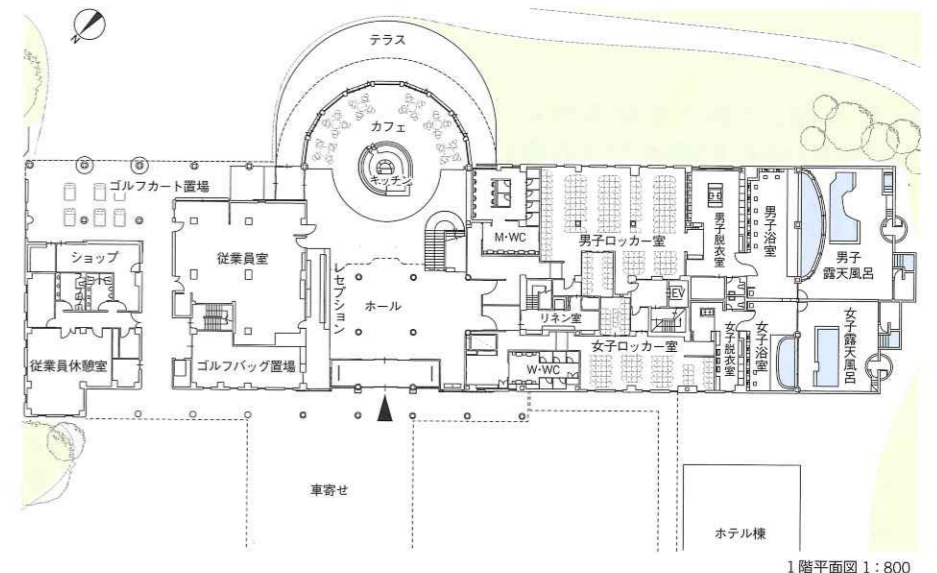 N
テラス
カフェ
キッチン
ゴルフカート置場
ショップ
従業員室
レセプション
ホール
M・WC
男子ロッカー室
男子脱衣室
男子浴室
男子
露天風呂
EV
リネン室
女子ロッカー室
女子脱衣室
女子浴室
女子露天風呂
従業員休憩室
ゴルフバッグ置場
W・WC
車寄せ
ホテル棟
1階平面図 1：800